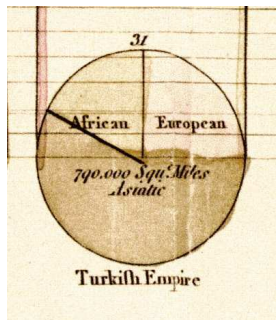 31
African European
790.000 Squ. Miles
Asiatic
Turkiſh Empire